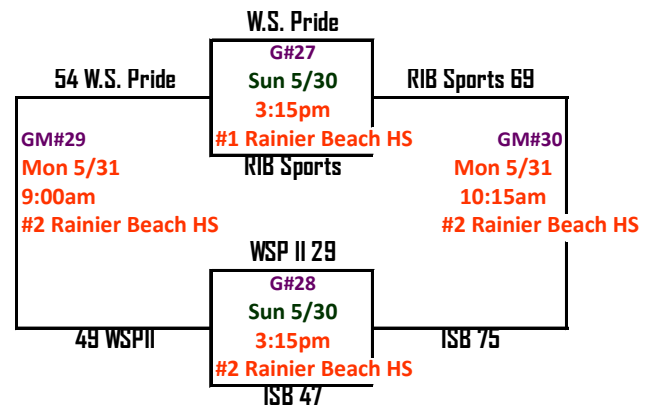 W.S. Pride
G#27
54 W.S. Pride
Sun 5/30
RIB Sports 69
3:15pm
GM#29
#1 Rainier Beach HS
GM#30
Mon 5/31
RIB Sports
Mon 5/31
9:00am
10:15am
#2 Rainier Beach HS
#2 Rainier Beach HS
WSP II 29
G#28
Sun 5/30
49 WSPII
3:15pm
ISB 75
#2 Rainier Beach HS
ISB 47